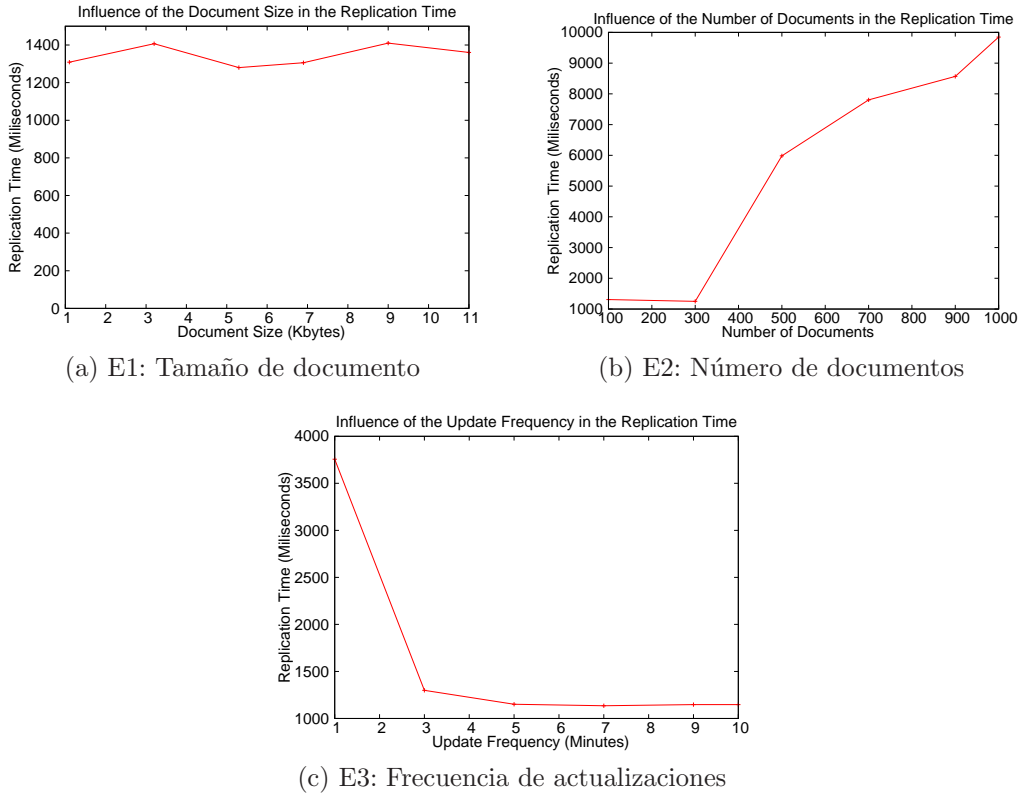 Influence of the Document Size in the Replication Time
Replication Time (Miliseconds)
1400
1200
1000
800
600
400
200
0
1 2 3 4 5 6 7 8 9 10 11
Document Size (Kbytes)
(a) E1: Tamaño de documento
Influence of the Number of Documents in the Replication Time
Replication Time (Miliseconds)
10000
9000
8000
7000
6000
5000
4000
3000
2000
1000
100 200 300 400 500 600 700 800 900 1000
Number of Documents
(b) E2: Número de documentos
Influence of the Update Frequency in the Replication Time
Replication Time (Miliseconds)
4000
3500
3000
2500
2000
1500
1000
1 2 3 4 5 6 7 8 9 10
Update Frequency (Minutes)
(c) E3: Frecuencia de actualizaciones